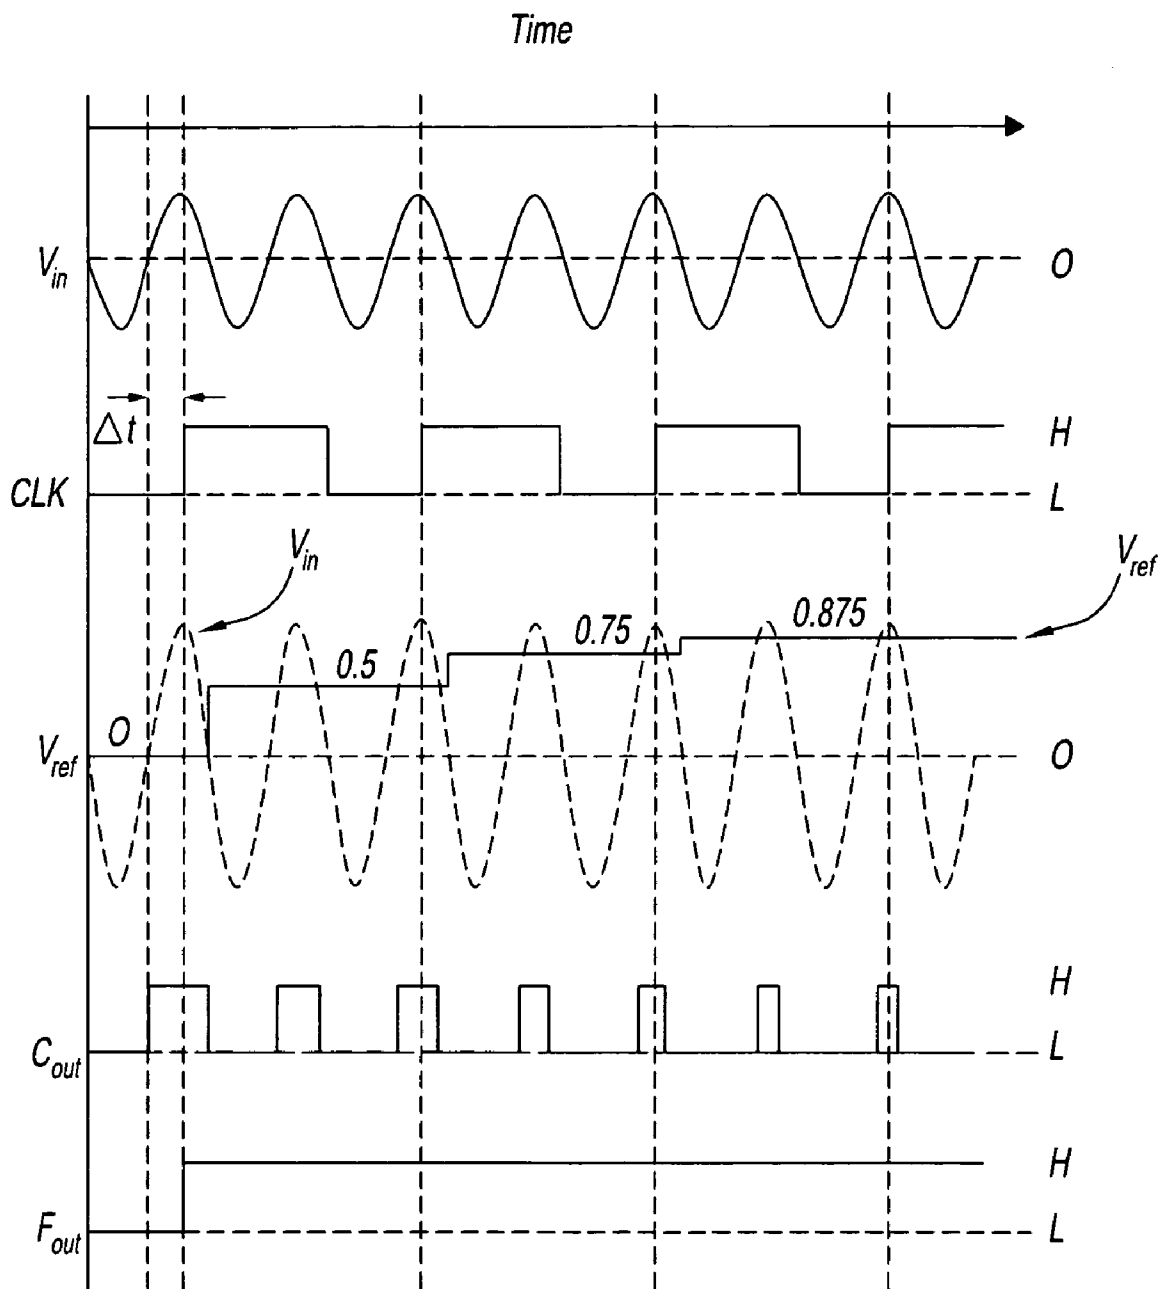 Time
V_in
O
Δt
H
CLK
L
V_in
V_ref
0.875
0.75
0.5
O
V_ref
O
H
C_out
L
H
F_out
L